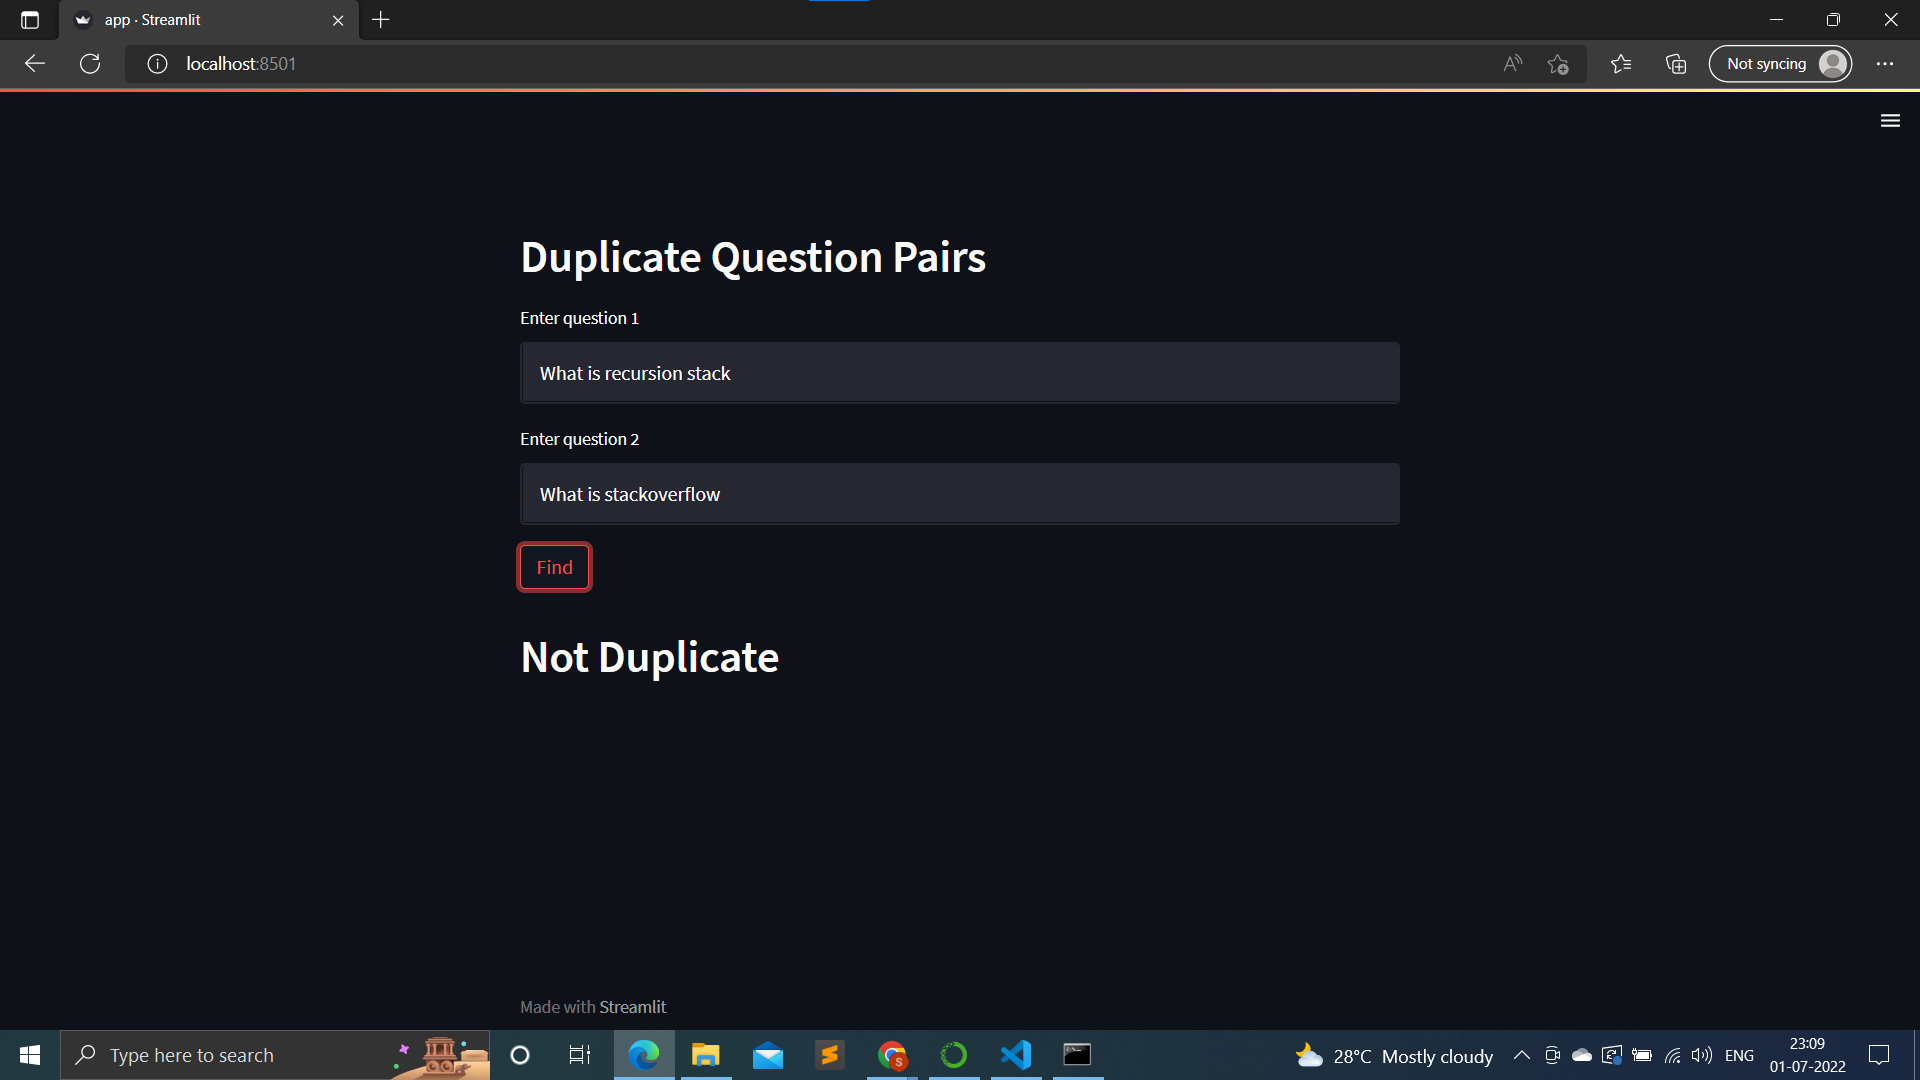 app · Streamlit
localhost:8501
Not syncing
Duplicate Question Pairs
Enter question 1
What is recursion stack
Enter question 2
What is stackoverflow
Find
Not Duplicate
Made with Streamlit
Type here to search
28°C Mostly cloudy
ENG
23:09
01-07-2022